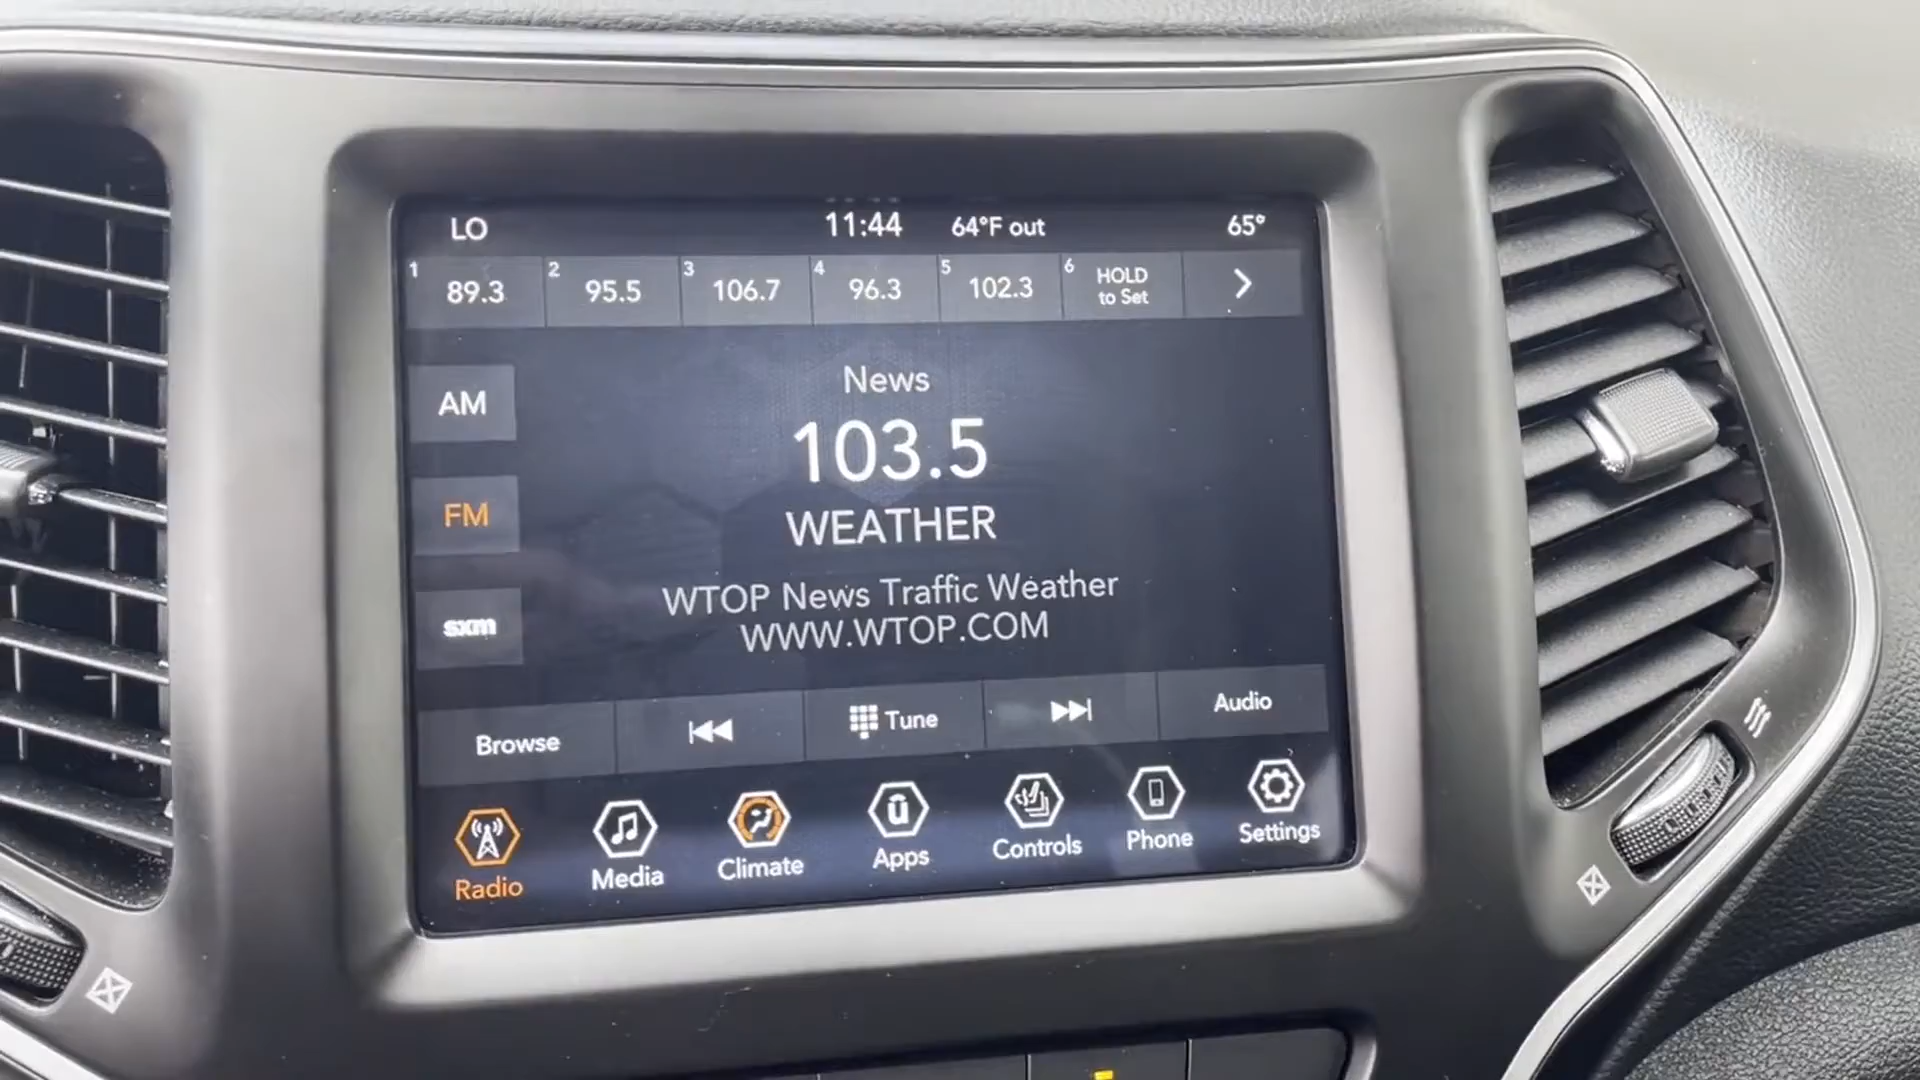 LO 11:44 64°F out 65°
1 89.3 2 95.5 3 106.7 4 96.3 5 102.3 6 HOLD
to Set
News
AM
103.5
FM
WEATHER
WTOP News Traffic Weather
sxm
WWW.WTOP.COM
Browse Tune Audio
Radio Media Climate Apps Controls Phone Settings